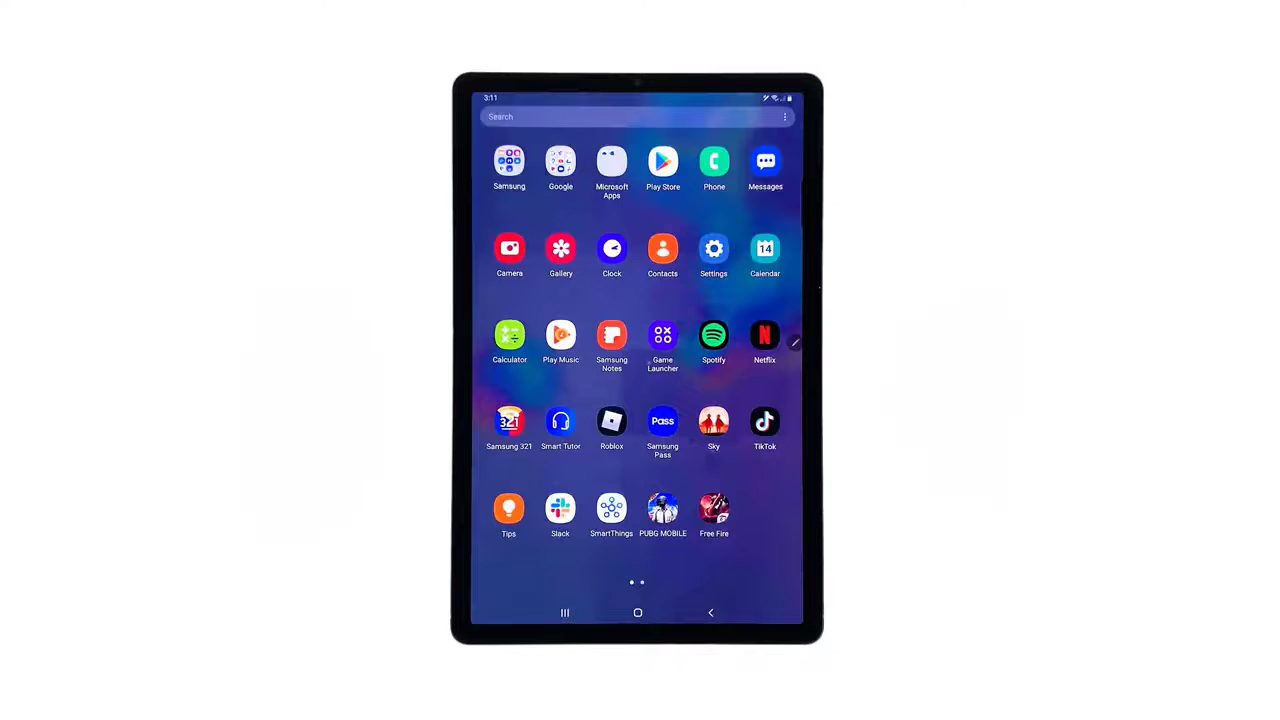 3:11
Search
Samsung
Google
Microsoft
Apps
Play Store
Phone
Messages
Camera
Gallery
Clock
Contacts
Settings
14
Calendar
Calculator
Play Music
Samsung
Notes
Game
Launcher
Spotify
N
Netflix
321
Samsung 321
Smart Tutor
Roblox
Pass
Samsung
Pass
Sky
TikTok
Tips
Slack
SmartThings
PUBG MOBILE
Free Fire